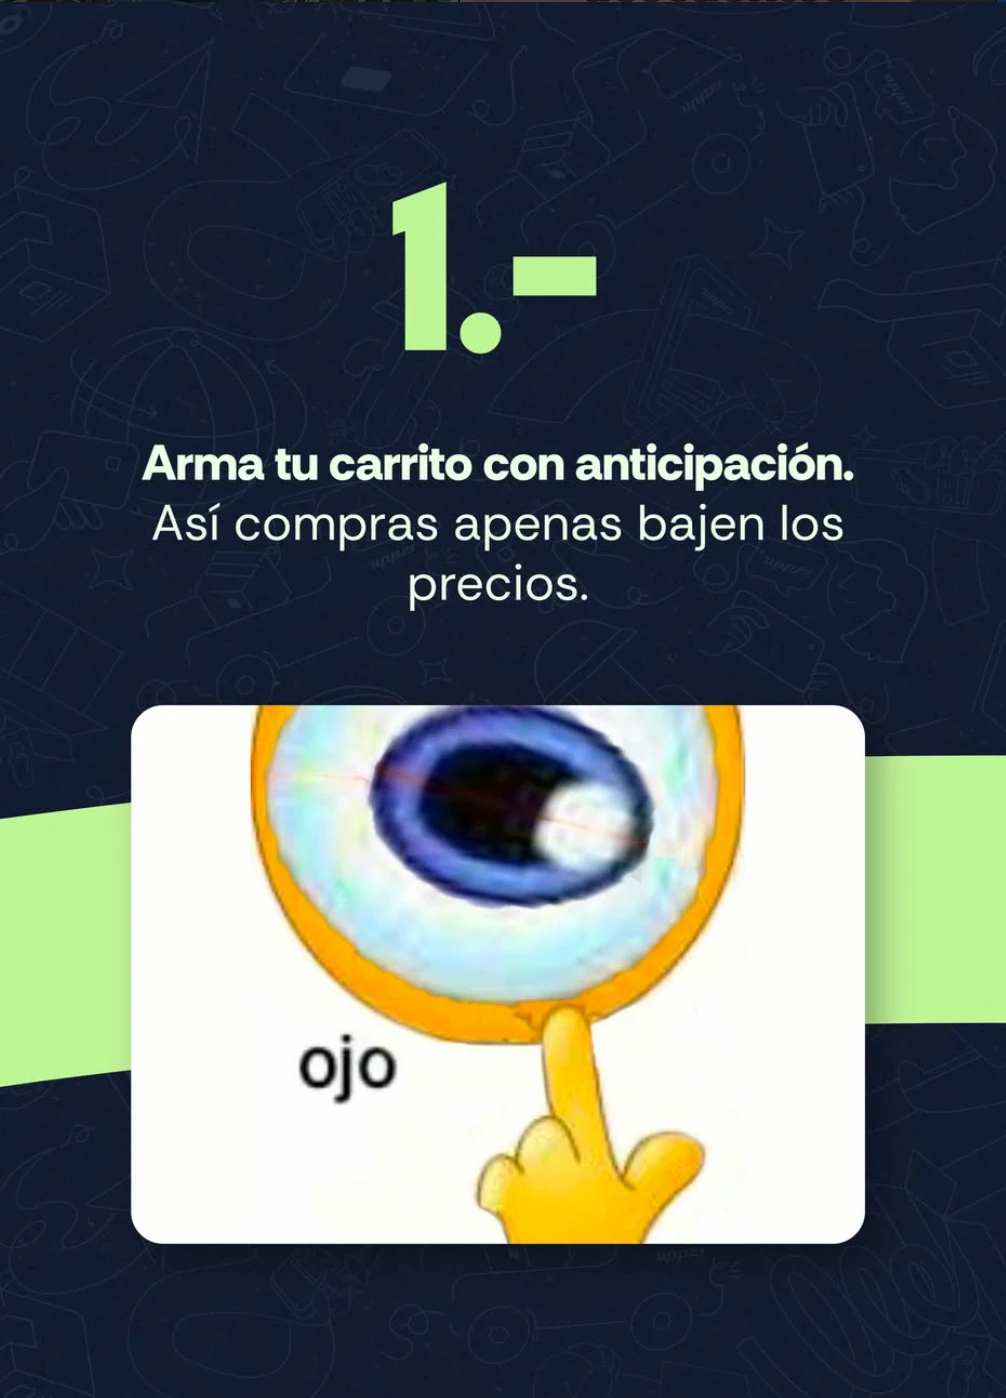 1.-
Arma tu carrito con anticipación.
Así compras apenas bajen los
precios.
ojo